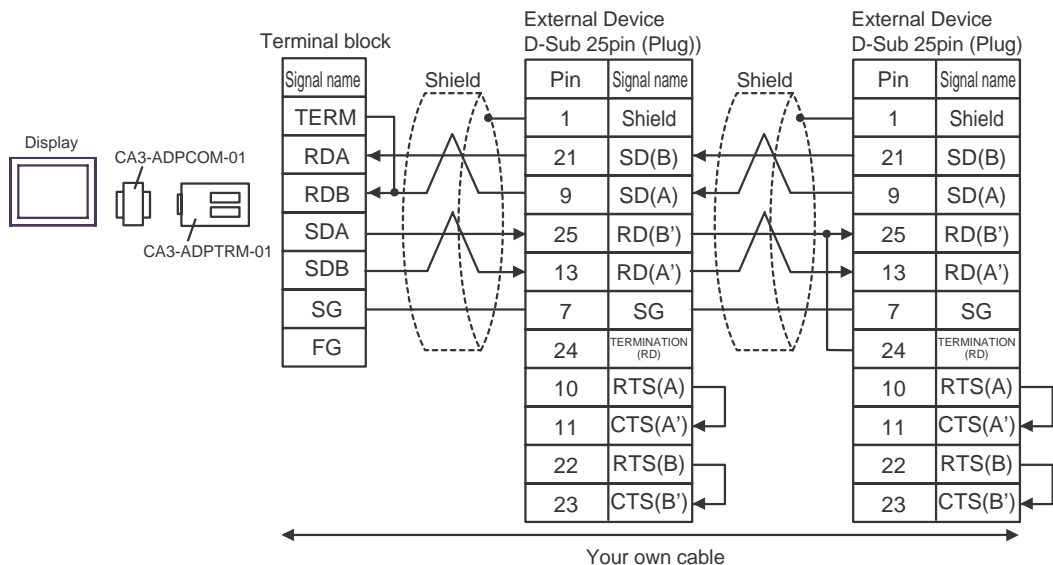 External Device
D-Sub 25pin (Plug))
External Device
D-Sub 25pin (Plug)
Terminal block
Signal name
Shield
Pin
Signal name
Shield
Pin
Signal name
TERM
1
Shield
1
Shield
Display
CA3-ADPCOM-01
RDA
21
SD(B)
21
SD(B)
RDB
9
SD(A)
9
SD(A)
CA3-ADPTRM-01
SDA
25
RD(B’)
25
RD(B’)
SDB
13
RD(A’)
13
RD(A’)
SG
7
SG
7
SG
FG
24
TERMINATION
(RD)
24
TERMINATION
(RD)
10
RTS(A)
10
RTS(A)
11
CTS(A’)
11
CTS(A’)
22
RTS(B)
22
RTS(B)
23
CTS(B’)
23
CTS(B’)
Your own cable